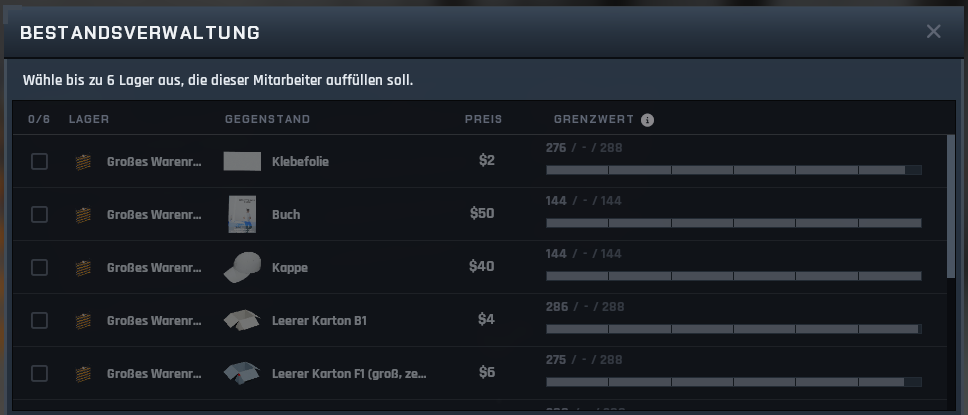 BESTANDSVERWALTUNG
Wähle bis zu 6 Lager aus, die dieser Mitarbeiter auffüllen soll.
0/6 LAGER GEGENSTAND PREIS GRENZWERT
Großes Warenr... Klebefolie $2 276 / - / 288
Großes Warenr... Buch $50 144 / - / 144
Großes Warenr... Kappe $40 144 / - / 144
Großes Warenr... Leerer Karton B1 $4 286 / - / 288
Großes Warenr... Leerer Karton F1 (groß, ze... $6 275 / - / 288